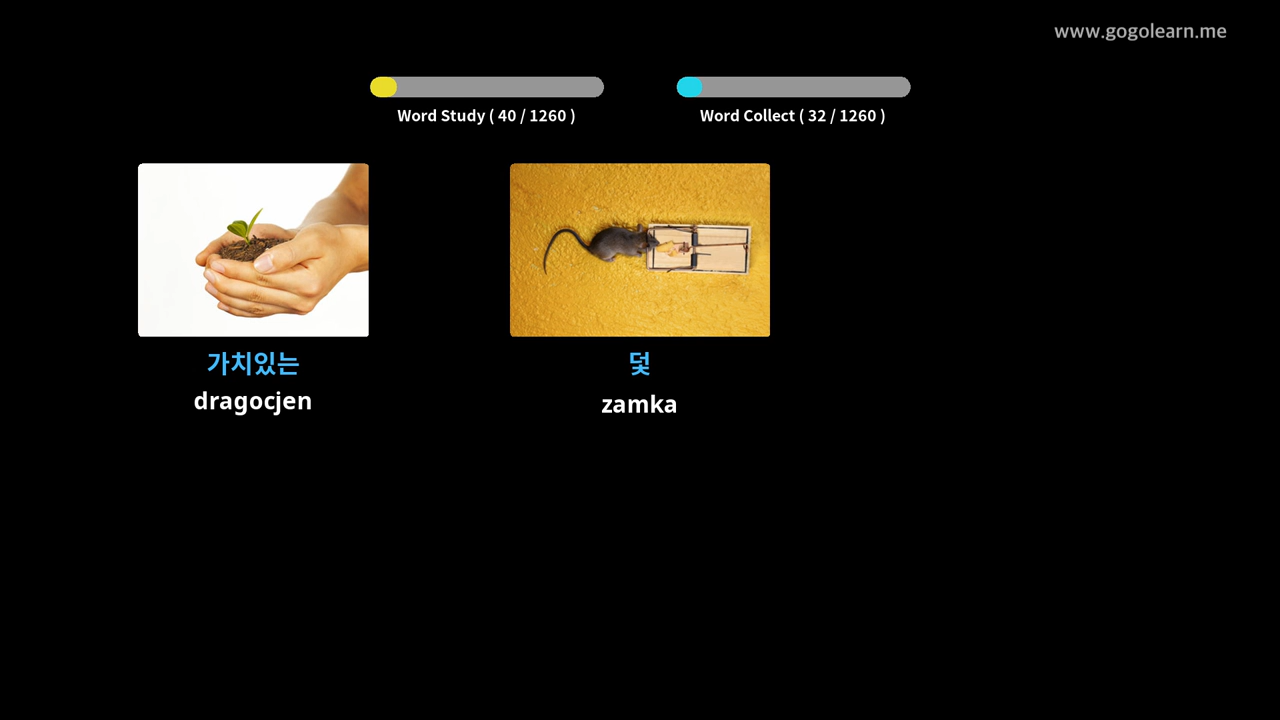 www.gogolearn.me
Word Study ( 40 / 1260 )
Word Collect ( 32 / 1260 )
가치있는
dragocjen
덫
zamka